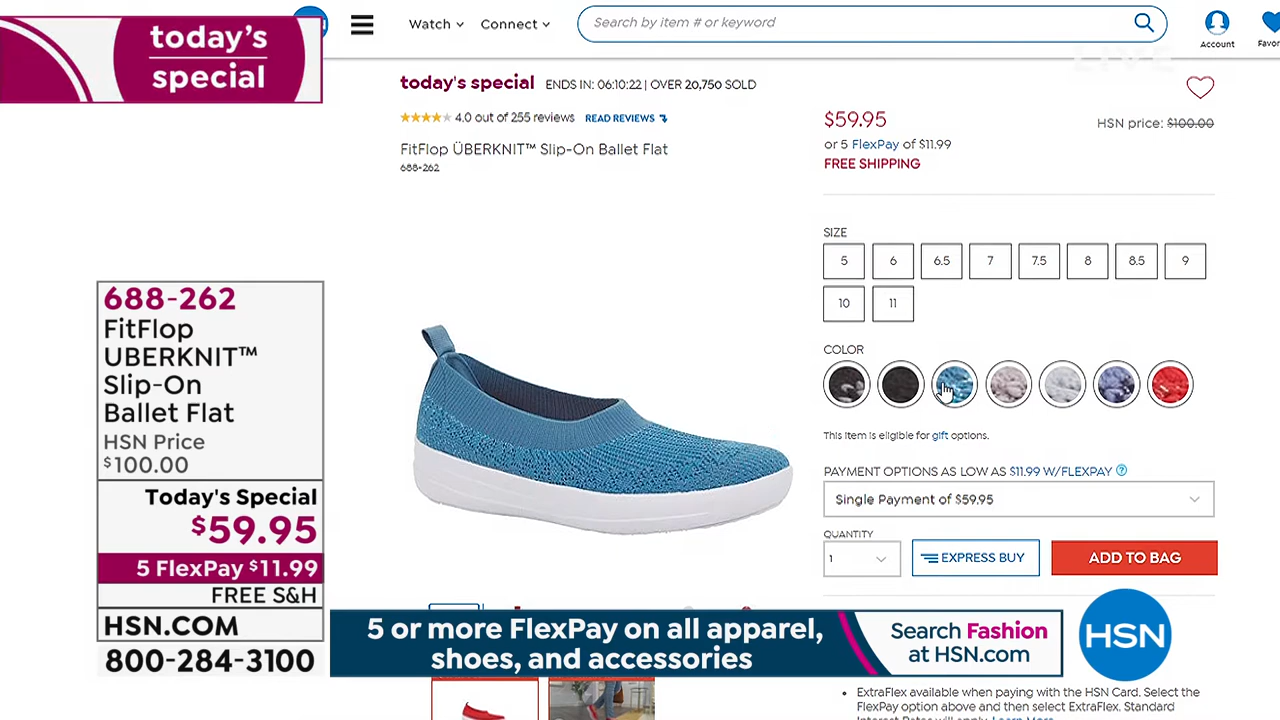 today's
special
Watch
Connect
Search by item # or keyword
Account
Favor
LIVE
today's special ENDS IN: 06:10:22 | OVER 20,750 SOLD
4.0 out of 255 reviews READ REVIEWS
FitFlop ÜBERKNIT™ Slip-On Ballet Flat
688-262
$59.95
HSN price: $100.00
or 5 FlexPay of $11.99
FREE SHIPPING
SIZE
5 6 6.5 7 7.5 8 8.5 9
10 11
COLOR
This item is eligible for gift options.
PAYMENT OPTIONS AS LOW AS $11.99 W/FLEXPAY ?
Single Payment of $59.95
QUANTITY
1
EXPRESS BUY
ADD TO BAG
688-262
FitFlop
UBERKNIT™
Slip-On
Ballet Flat
HSN Price
$100.00
Today's Special
$59.95
5 FlexPay $11.99
FREE S&H
HSN.COM
800-284-3100
5 or more FlexPay on all apparel,
shoes, and accessories
Search Fashion
at HSN.com
HSN
• ExtraFlex available when paying with the HSN Card. Select the
FlexPay option above and then select ExtraFlex. Standard
Interest Rates will apply. Learn More